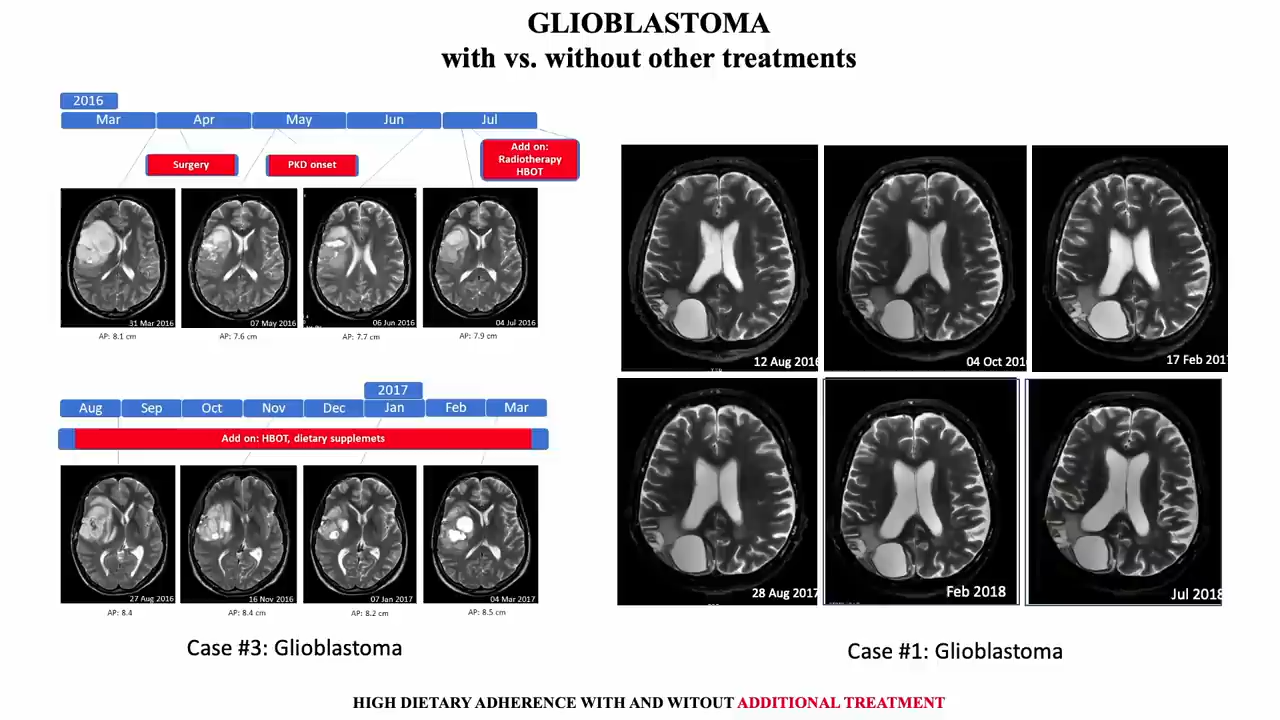 GLIOBLASTOMA
with vs. without other treatments
2016
Mar Apr May Jun Jul
Surgery
PKD onset
Add on:
Radiotherapy
HBOT
31 Mar 2016
07 May 2016
06 Jun 2016
04 Jul 2016
AP: 8.1 cm
AP: 7.6 cm
AP: 7.7 cm
AP: 7.9 cm
2017
Aug Sep Oct Nov Dec Jan Feb Mar
Add on: HBOT, dietary supplemets
27 Aug 2016
16 Nov 2016
07 Jan 2017
04 Mar 2017
AP: 8.4
AP: 8.4 cm
AP: 8.2 cm
AP: 8.5 cm
Case #3: Glioblastoma
12 Aug 2016
04 Oct 201
17 Feb 201
28 Aug 2017
Feb 2018
Jul 2018
Case #1: Glioblastoma
HIGH DIETARY ADHERENCE WITH AND WITOUT ADDITIONAL TREATMENT